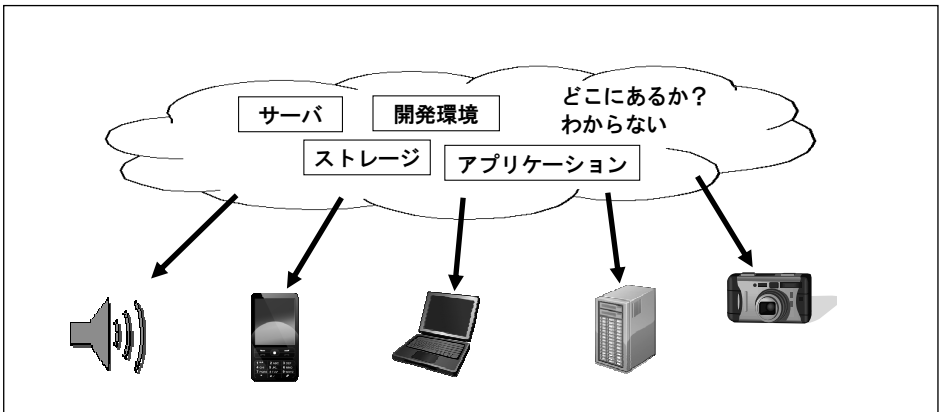 サーバ
開発環境
どこにあるか？
わからない
ストレージ
アプリケーション